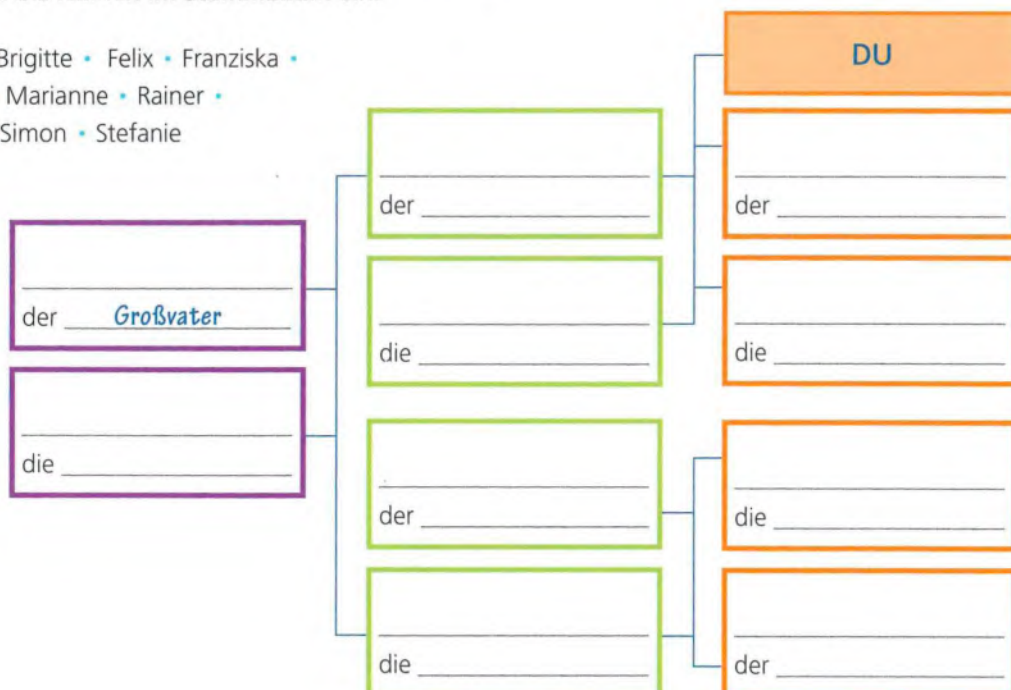 Brigitte • Felix • Franziska •
Marianne • Rainer •
Simon • Stefanie
DU
der
der
der Großvater
die
die
die
der
die
die
der